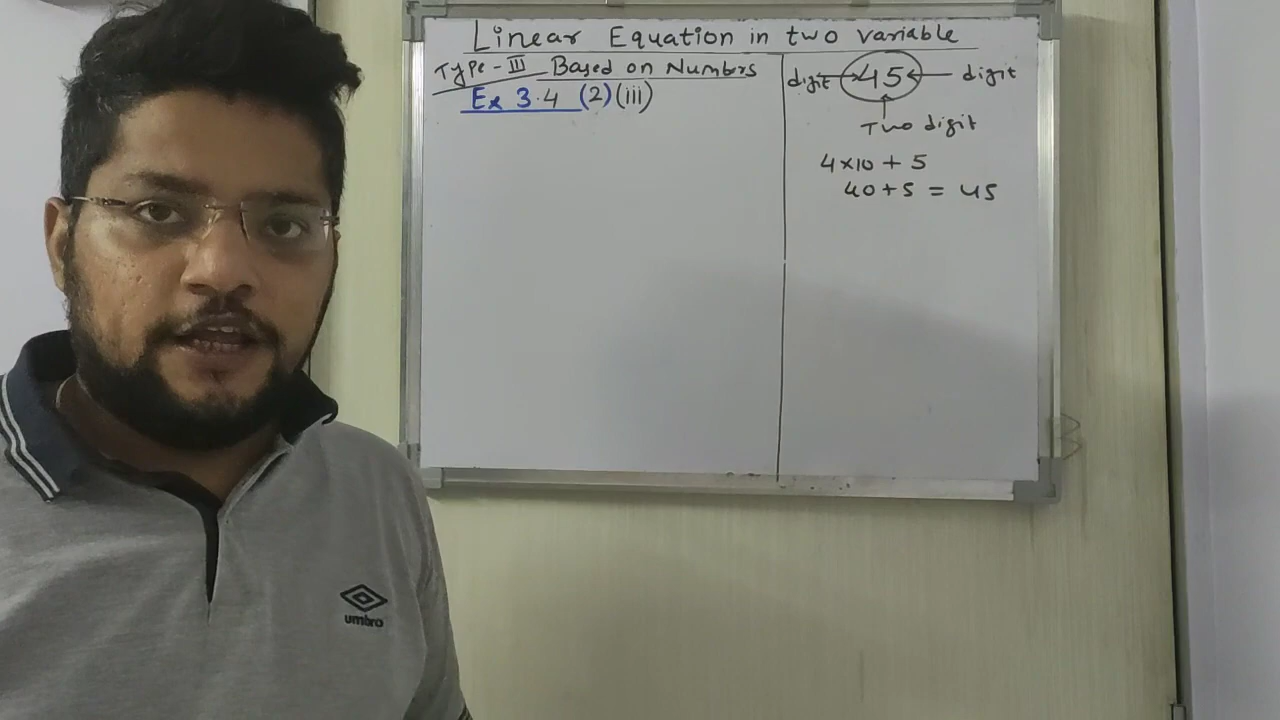 Linear Equation in two variable
Type-III Based on Numbrs
Ex 3.4 (2)(iii)
digit 45 digit
Two digit
4×10 + 5
40+5 = 45
umbro